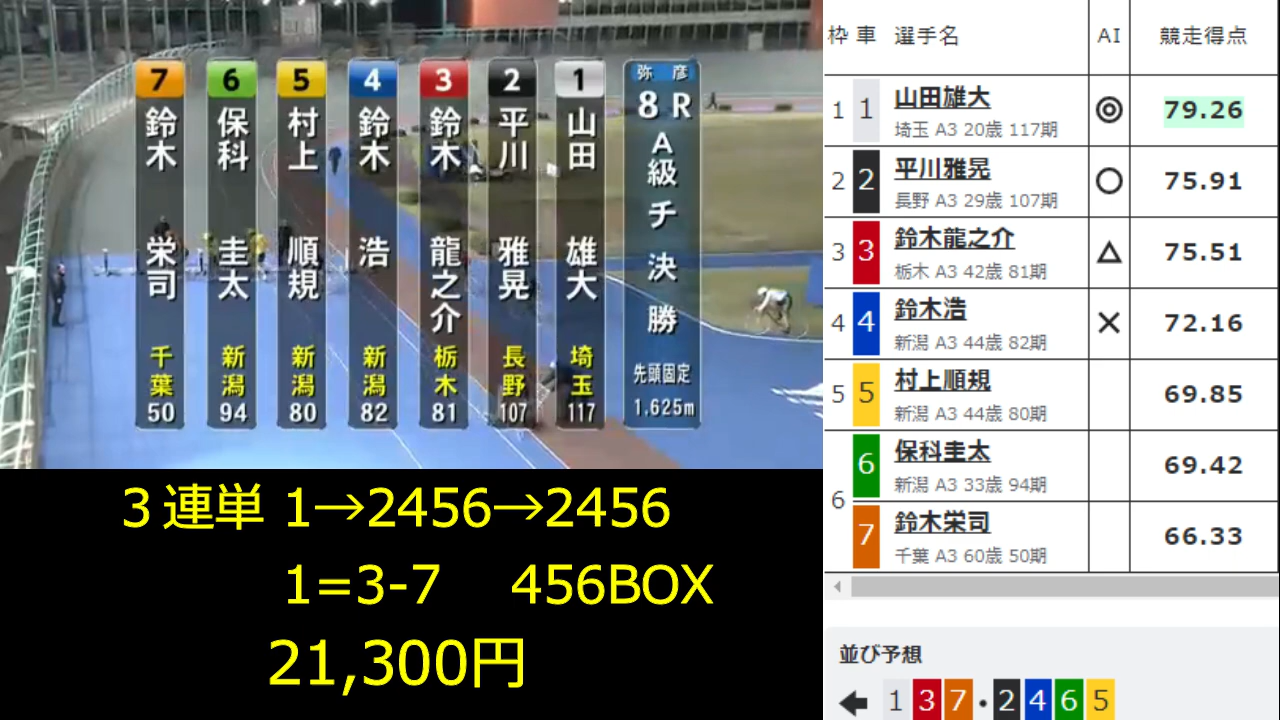 7 鈴木 栄司 千葉 50
6 保科 圭太 新潟 94
5 村上 順規 新潟 80
4 鈴木 浩 新潟 82
3 鈴木 龍之介 栃木 81
2 平川 雅晃 長野 107
1 山田 雄大 埼玉 117
弥彦
8R
A級チ決勝
先頭固定
1,625m
３連単 1→2456→2456
1=3-7 456BOX
21,300円
枠 車 選手名 AI 競走得点
1 1 山田雄大 ◎ 79.26
埼玉 A3 20歳 117期
2 2 平川雅晃 ○ 75.91
長野 A3 29歳 107期
3 3 鈴木龍之介 △ 75.51
栃木 A3 42歳 81期
4 4 鈴木浩 × 72.16
新潟 A3 44歳 82期
5 5 村上順規 69.85
新潟 A3 44歳 80期
6 6 保科圭太 69.42
新潟 A3 33歳 94期
7 鈴木栄司 66.33
千葉 A3 60歳 50期
並び予想
← 1 3 7 ・ 2 4 6 5